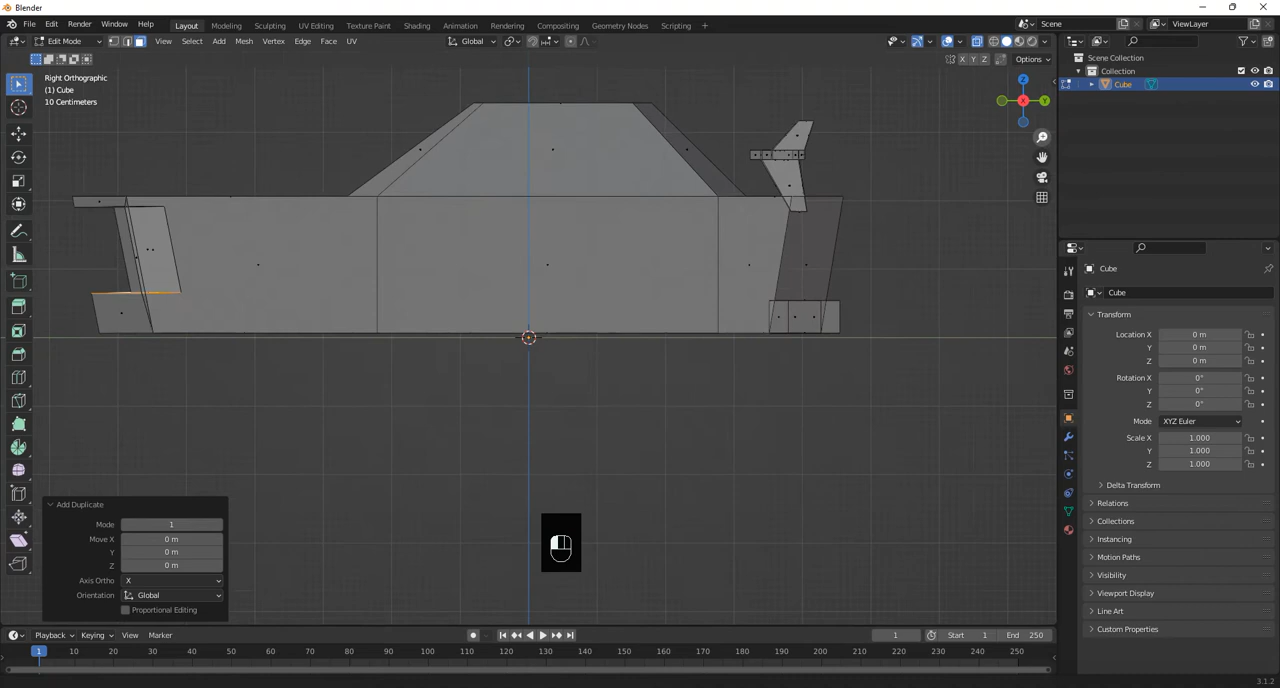 Blender
File Edit Render Window Help Layout Modeling Sculpting UV Editing Texture Paint Shading Animation Rendering Compositing Geometry Nodes Scripting + Scene ViewLayer
Edit Mode View Select Add Mesh Vertex Edge Face UV Global
X Y Z Options
Right Orthographic
(1) Cube
10 Centimeters
Z
X
Y
Scene Collection
Collection
Cube
Cube
Cube
Transform
Location X 0 m
Y 0 m
Z 0 m
Rotation X 0°
Y 0°
Z 0°
Mode XYZ Euler
Scale X 1.000
Y 1.000
Z 1.000
Delta Transform
Relations
Collections
Instancing
Motion Paths
Visibility
Viewport Display
Line Art
Custom Properties
Add Duplicate
Mode 1
Move X 0 m
Y 0 m
Z 0 m
Axis Ortho X
Orientation Global
Proportional Editing
Playback Keying View Marker 1 Start 1 End 250
1 10 20 30 40 50 60 70 80 90 100 110 120 130 140 150 160 170 180 190 200 210 220 230 240 250
3.1.2